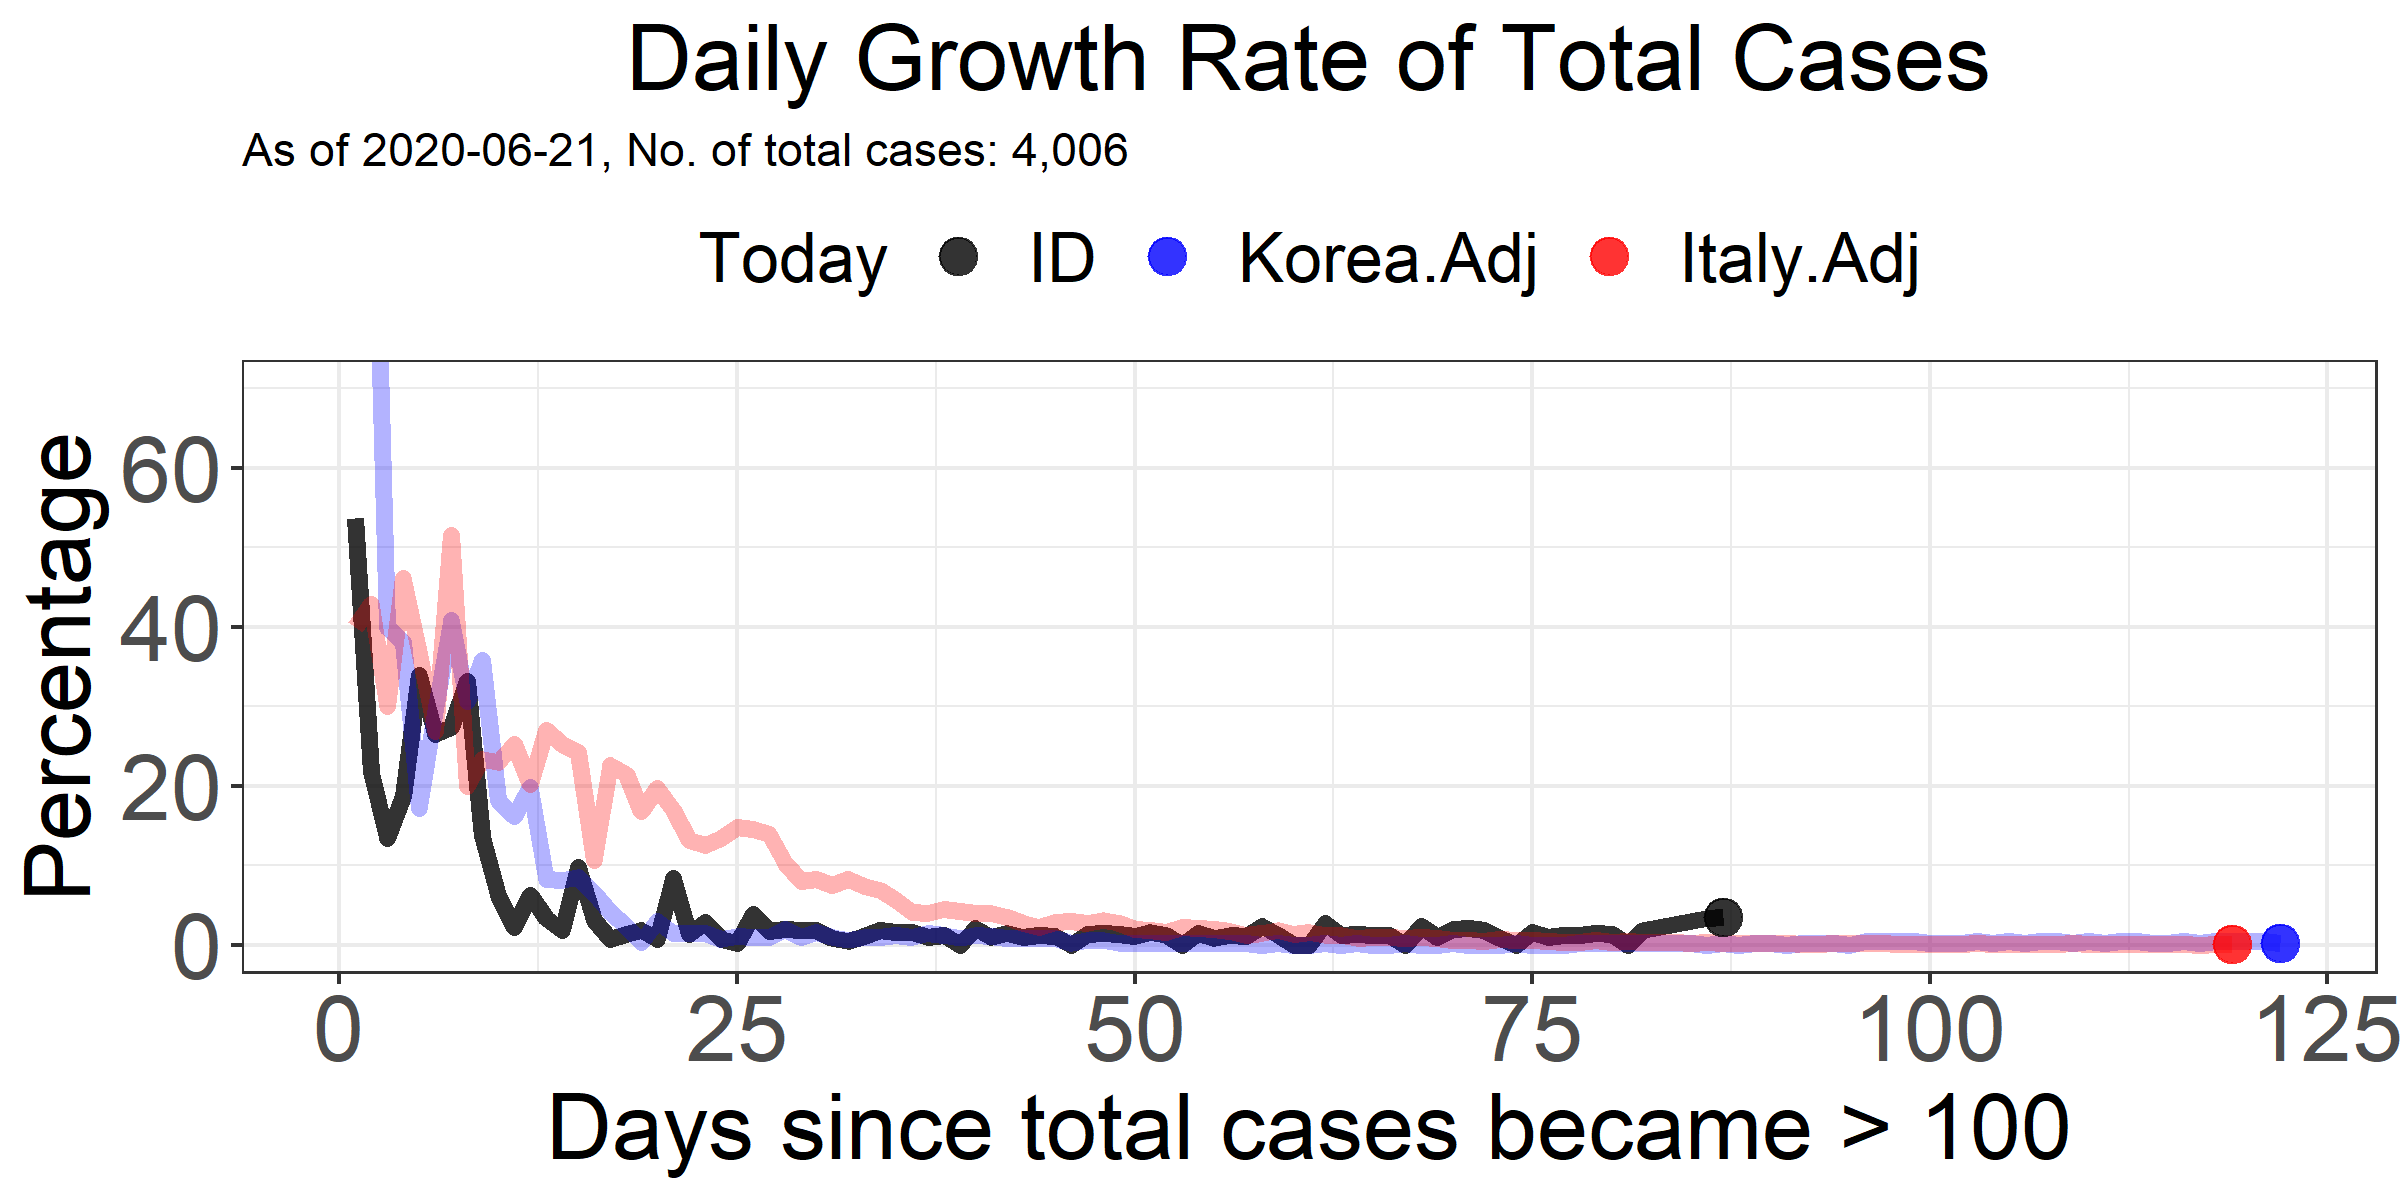 Daily Growth Rate of Total Cases
As of 2020-06-21, No. of total cases: 4,006
Today ID Korea.Adj Italy.Adj
Percentage
60
40
20
0
0 25 50 75 100 125
Days since total cases became > 100